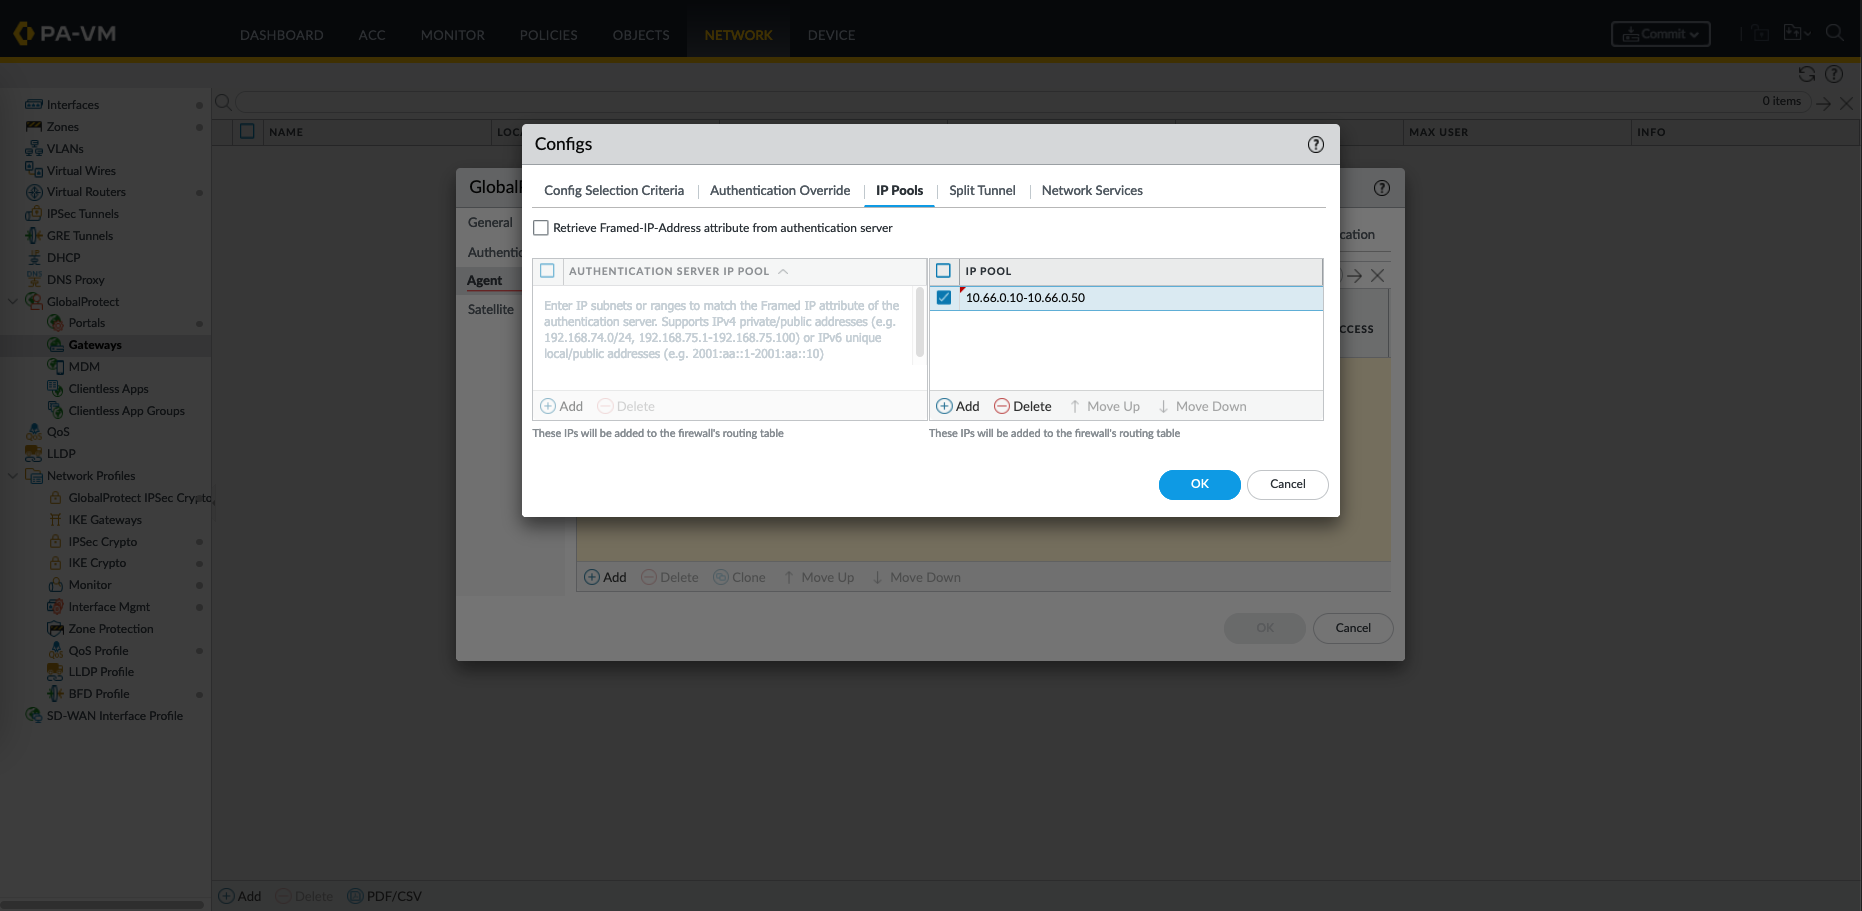 PA-VM
DASHBOARD
ACC
MONITOR
POLICIES
OBJECTS
NETWORK
DEVICE
Commit
0 items
Interfaces
Zones
VLANs
Virtual Wires
Virtual Routers
IPSec Tunnels
GRE Tunnels
DHCP
DNS Proxy
GlobalProtect
Portals
Gateways
MDM
Clientless Apps
Clientless App Groups
QoS
LLDP
Network Profiles
GlobalProtect IPSec Crypto
IKE Gateways
IPSec Crypto
IKE Crypto
Monitor
Interface Mgmt
Zone Protection
QoS Profile
LLDP Profile
BFD Profile
SD-WAN Interface Profile
NAME
LOC
MAX USER
INFO
General
Agent
Satellite
Configs
Config Selection Criteria
Authentication Override
IP Pools
Split Tunnel
Network Services
Retrieve Framed-IP-Address attribute from authentication server
AUTHENTICATION SERVER IP POOL
Enter IP subnets or ranges to match the Framed IP attribute of the
authentication server. Supports IPv4 private/public addresses (e.g.
192.168.74.0/24, 192.168.75.1-192.168.75.100) or IPv6 unique
local/public addresses (e.g. 2001:aa::1-2001:aa::10)
Add
Delete
These IPs will be added to the firewall's routing table
IP POOL
10.66.0.10-10.66.0.50
Add
Delete
Move Up
Move Down
These IPs will be added to the firewall's routing table
OK
Cancel
Add
Delete
Clone
Move Up
Move Down
OK
Cancel
Add
Delete
PDF/CSV